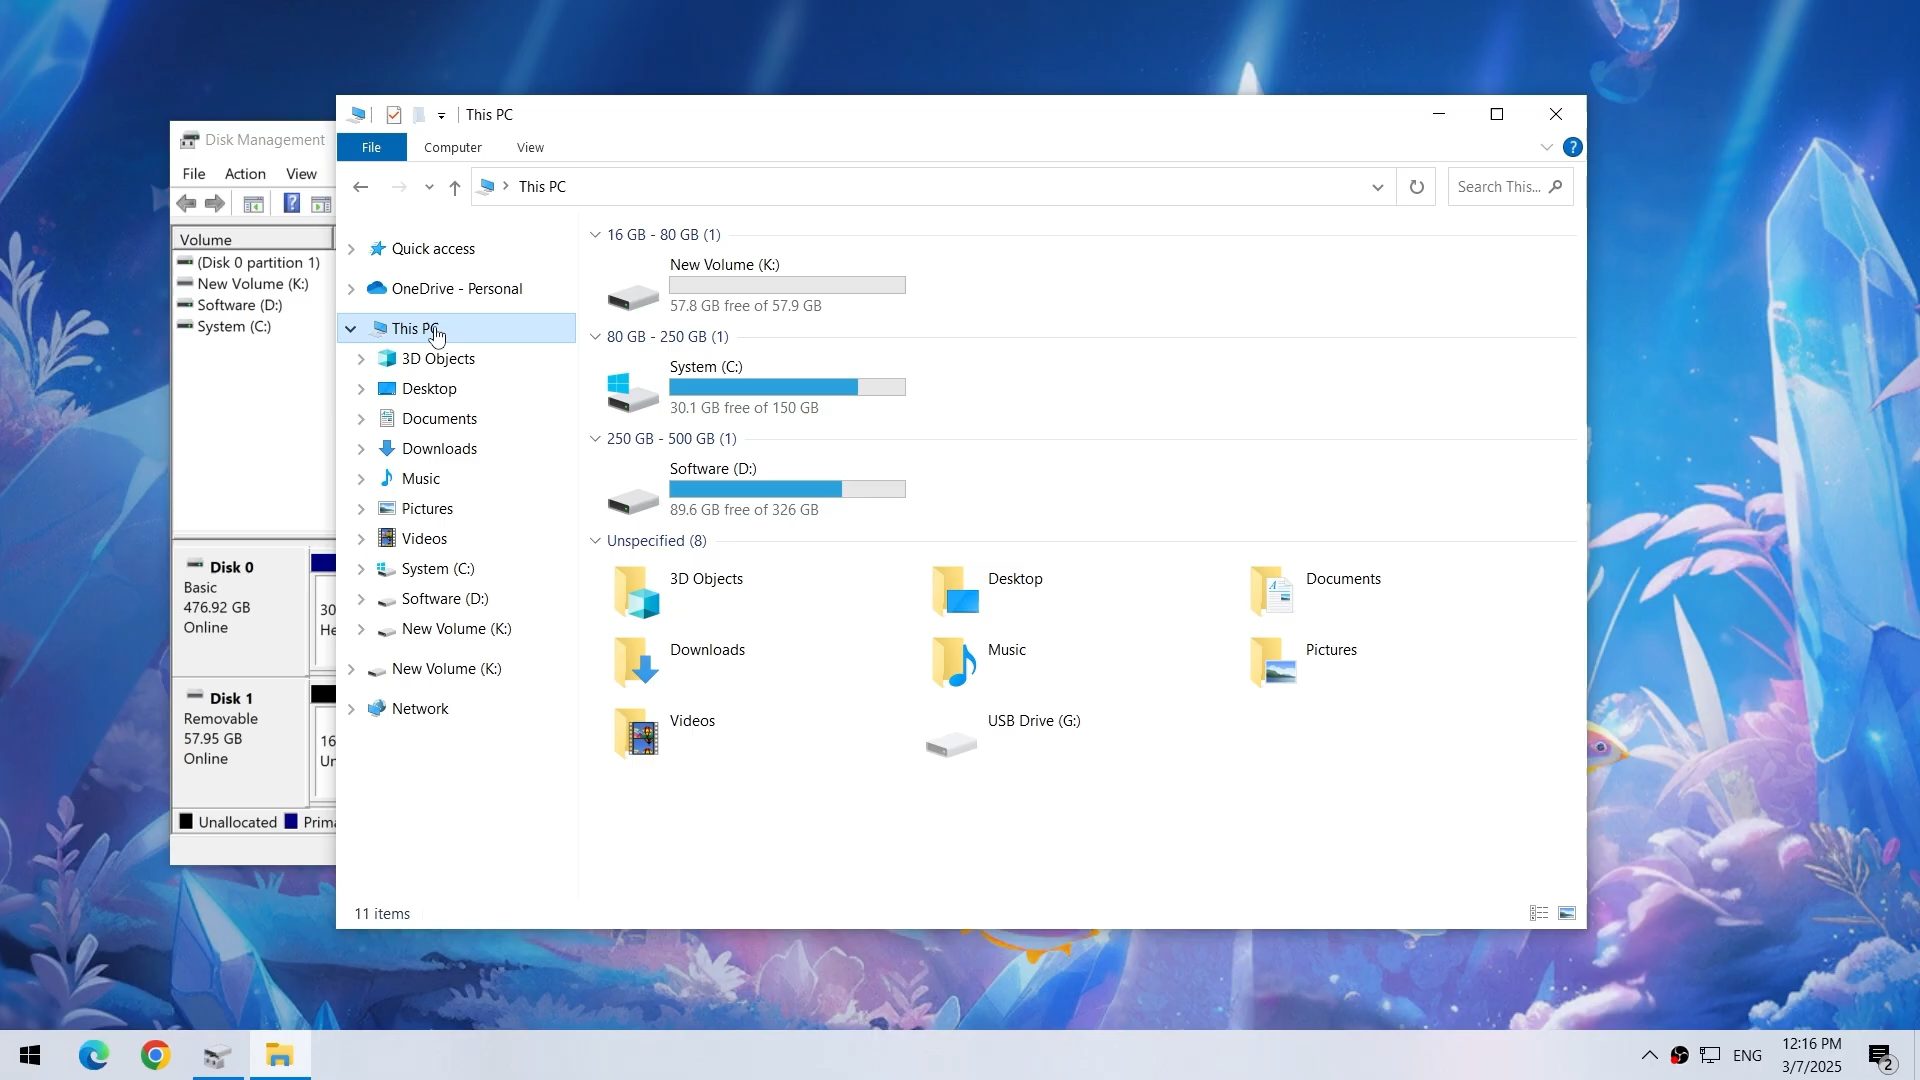 This PC
File
Computer
View
?
This PC
Search This...
Quick access
OneDrive - Personal
This PC
3D Objects
Desktop
Documents
Downloads
Music
Pictures
Videos
System (C:)
Software (D:)
New Volume (K:)
New Volume (K:)
Network
16 GB - 80 GB (1)
New Volume (K:)
57.8 GB free of 57.9 GB
80 GB - 250 GB (1)
System (C:)
30.1 GB free of 150 GB
250 GB - 500 GB (1)
Software (D:)
89.6 GB free of 326 GB
Unspecified (8)
3D Objects
Desktop
Documents
Downloads
Music
Pictures
Videos
USB Drive (G:)
11 items
Disk Management
File Action View
?
Volume
(Disk 0 partition 1)
New Volume (K:)
Software (D:)
System (C:)
Disk 0
Basic
476.92 GB
Online
30
He
Disk 1
Removable
57.95 GB
Online
16
Un
Unallocated Prima
ENG
12:16 PM
3/7/2025
2